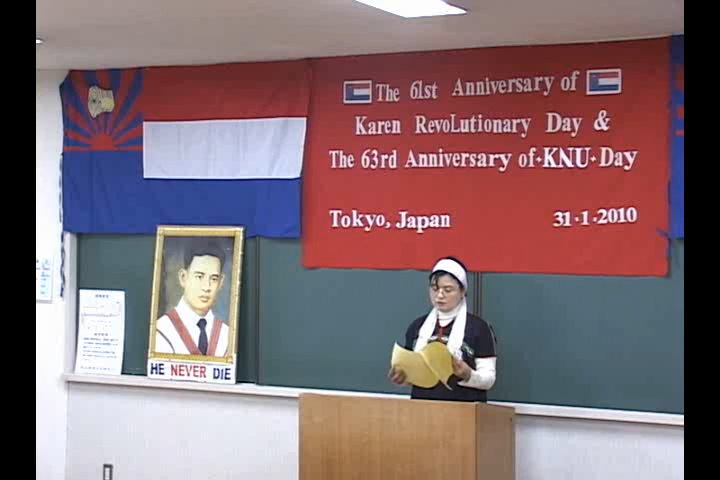 The 61st Anniversary of
Karen Revolutionary Day &
The 63rd Anniversary of·KNU·Day
Tokyo, Japan
31·1·2010
HE NEVER DIE